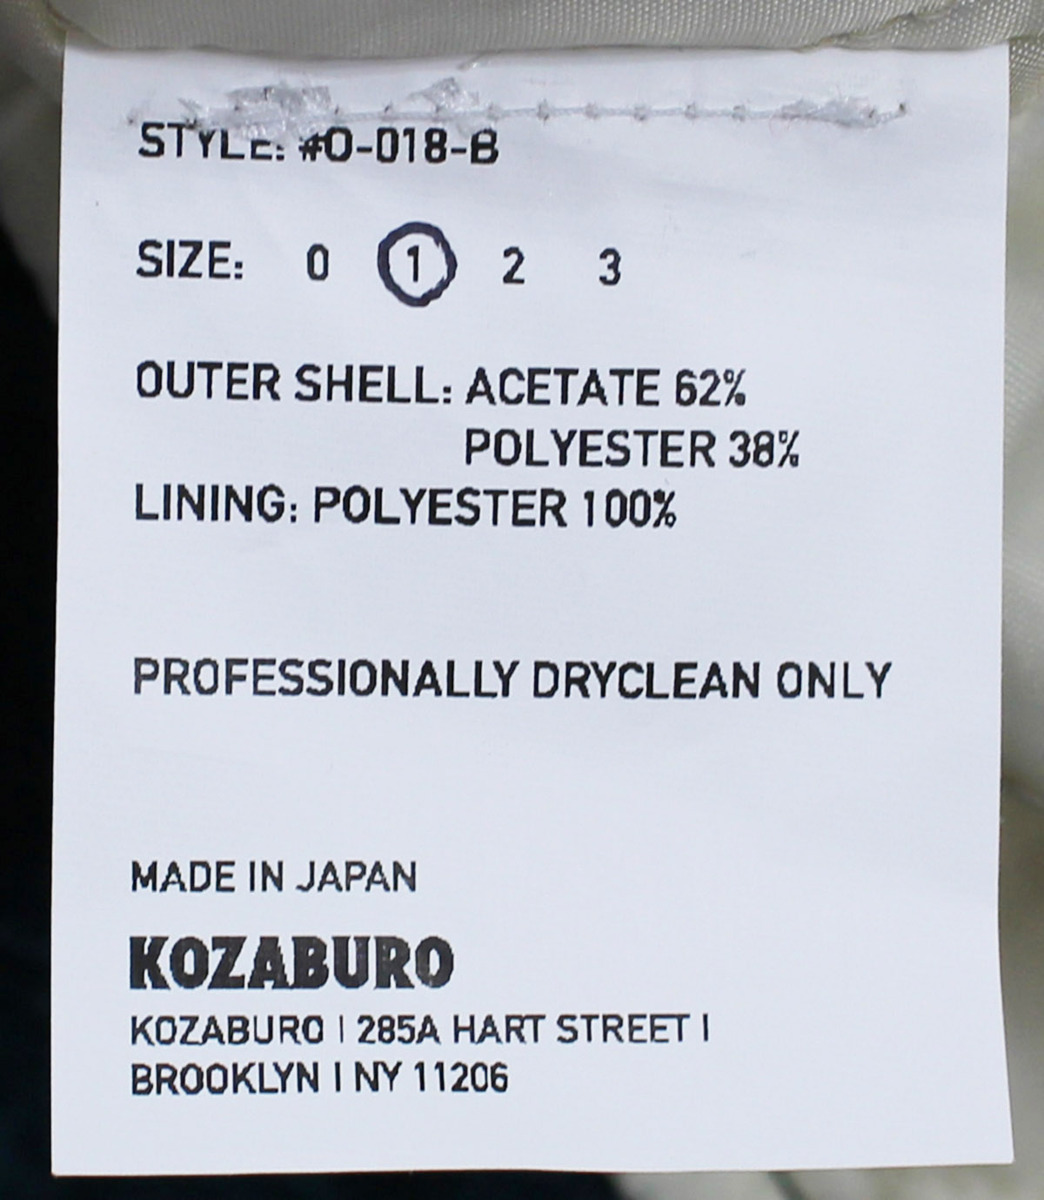 STYLE: #O-018-B
SIZE: 0 1 2 3
OUTER SHELL: ACETATE 62%
POLYESTER 38%
LINING: POLYESTER 100%
PROFESSIONALLY DRYCLEAN ONLY
MADE IN JAPAN
KOZABURO
KOZABURO | 285A HART STREET |
BROOKLYN | NY 11206